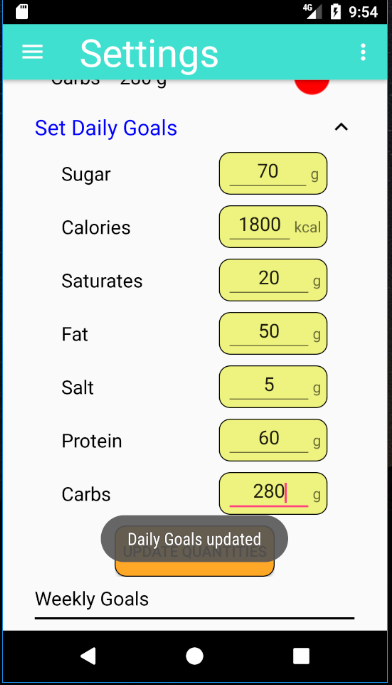 4G 9:54
Settings
Carbs 280 g
Set Daily Goals
Sugar 70 g
Calories 1800 kcal
Saturates 20 g
Fat 50 g
Salt 5 g
Protein 60 g
Carbs 280 g
Daily Goals updated
UPDATE QUANTITIES
Weekly Goals